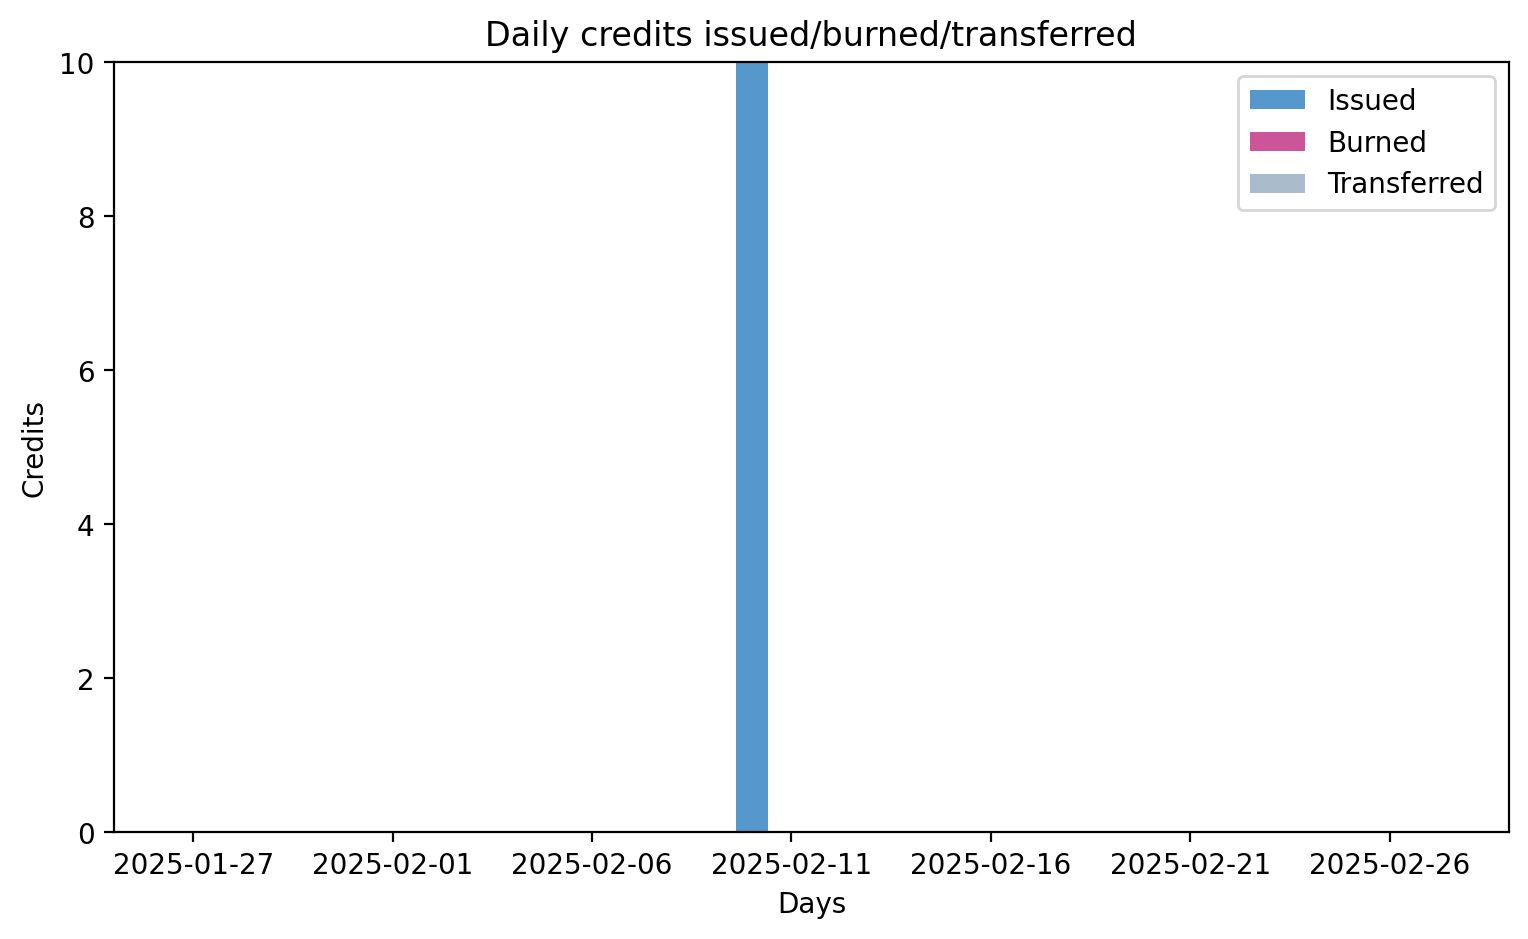 Daily credits issued/burned/transferred
10
8
6
4
2
0
Credits
Issued
Burned
Transferred
2025-01-27 2025-02-01 2025-02-06 2025-02-11 2025-02-16 2025-02-21 2025-02-26
Days